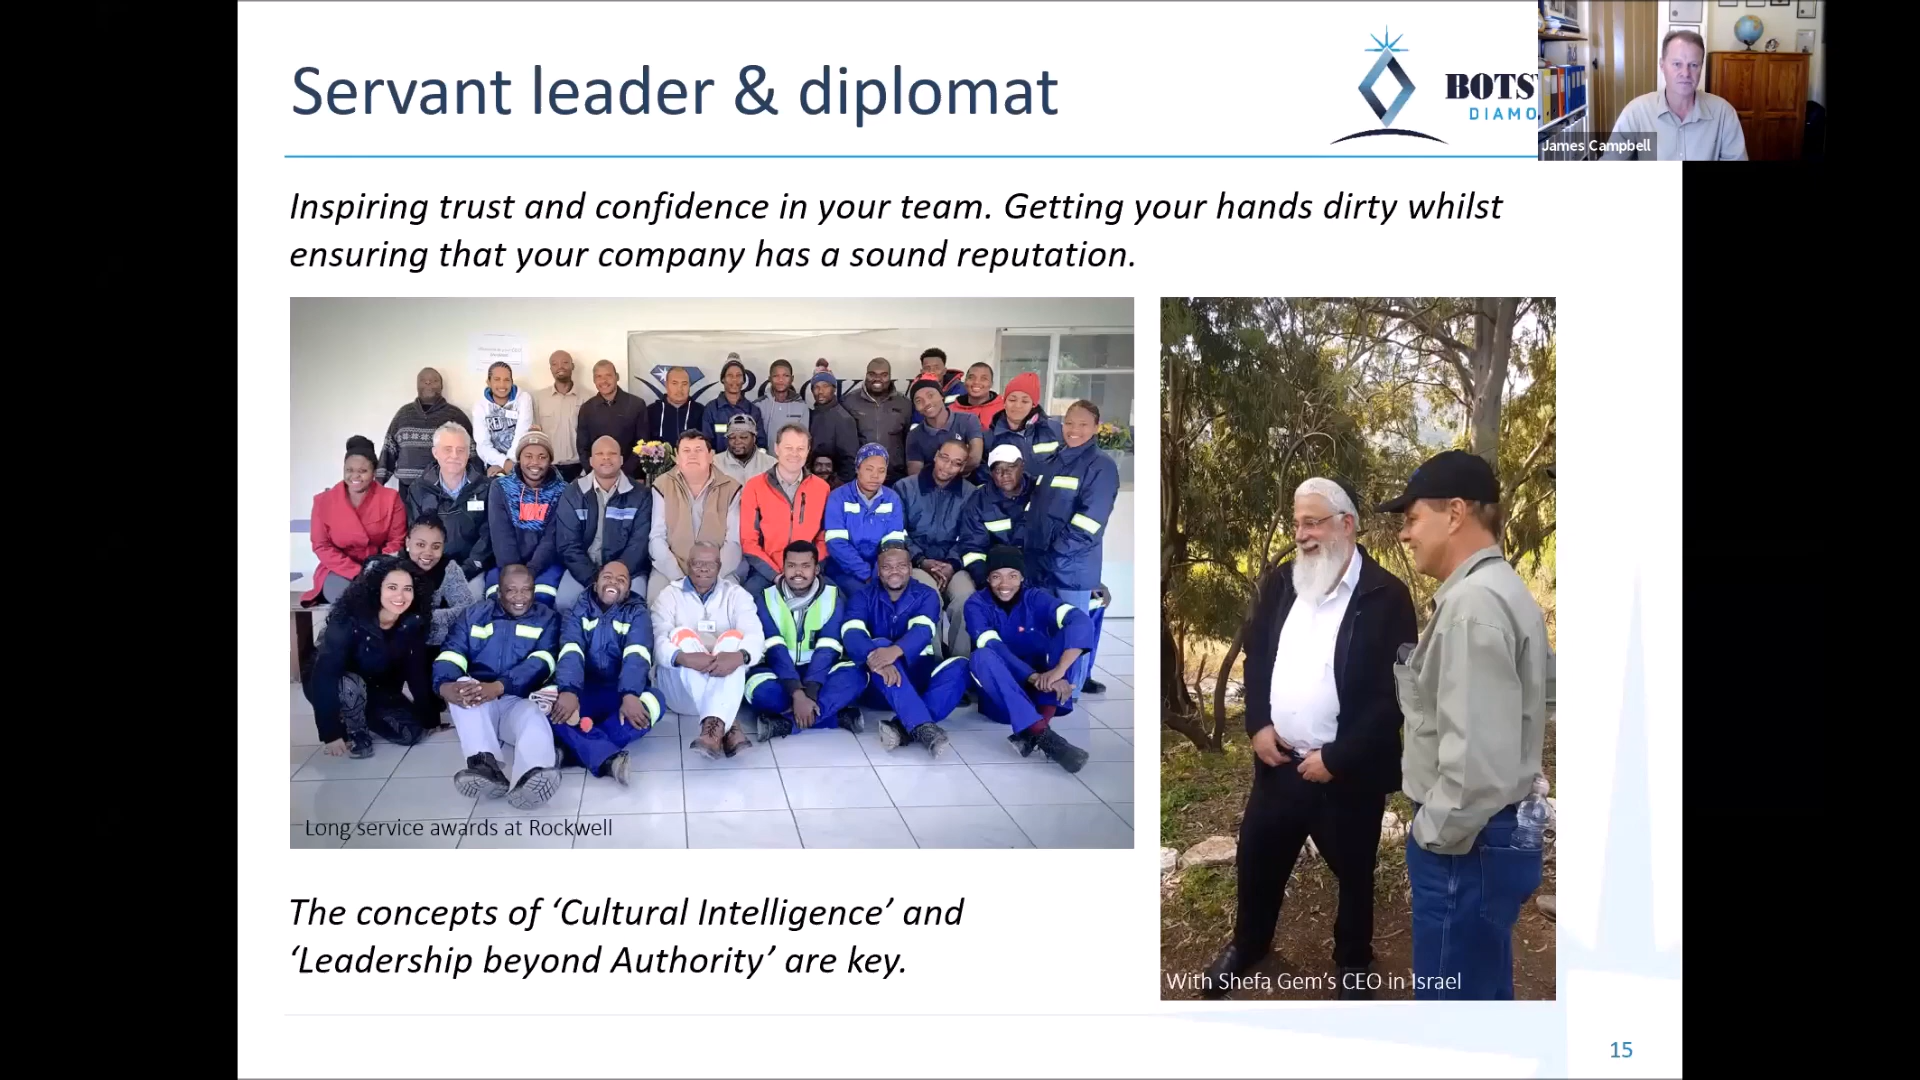 Servant leader & diplomat
BOTS
DIAMO
James Campbell
Inspiring trust and confidence in your team. Getting your hands dirty whilst
ensuring that your company has a sound reputation.
Long service awards at Rockwell
The concepts of ‘Cultural Intelligence’ and
‘Leadership beyond Authority’ are key.
With Shefa Gem’s CEO in Israel
15